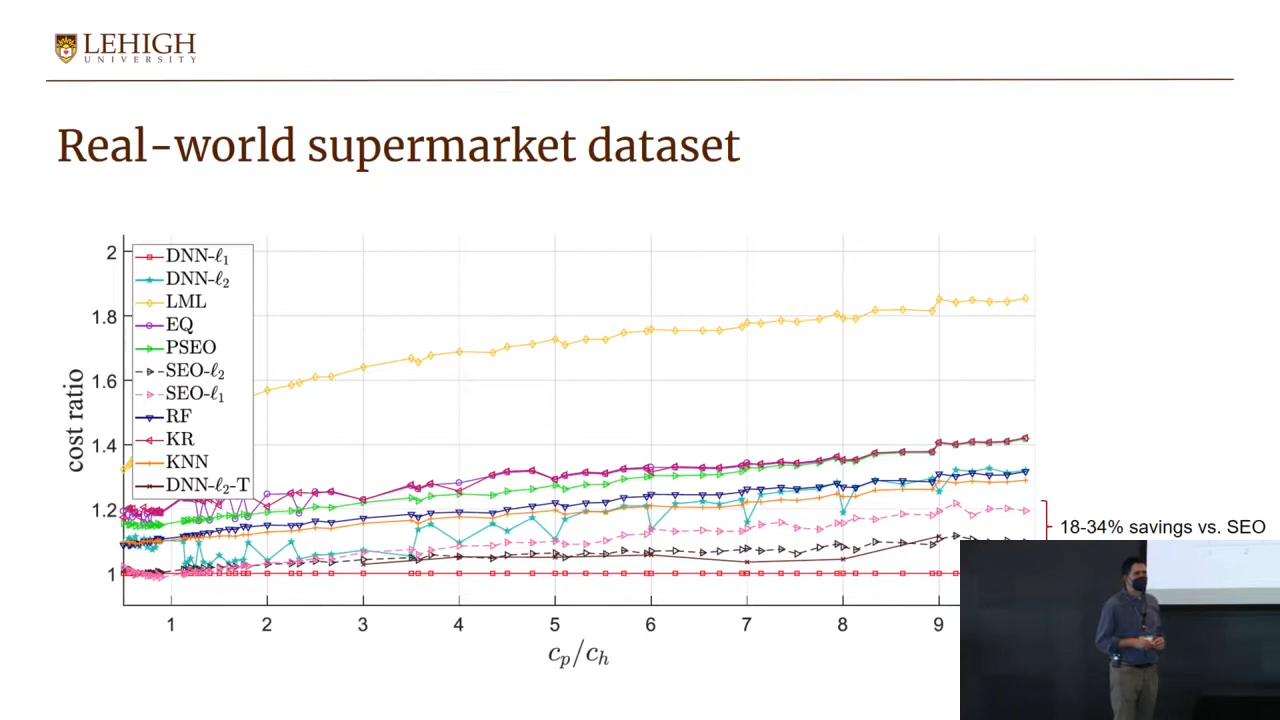 LEHIGH
UNIVERSITY
Real-world supermarket dataset
DNN-ℓ1
DNN-ℓ2
LML
EQ
PSEO
SEO-ℓ2
SEO-ℓ1
RF
KR
KNN
DNN-ℓ2-T
2
1.8
1.6
1.4
1.2
1
cost ratio
1 2 3 4 5 6 7 8 9
cp/ch
18-34% savings vs. SEO